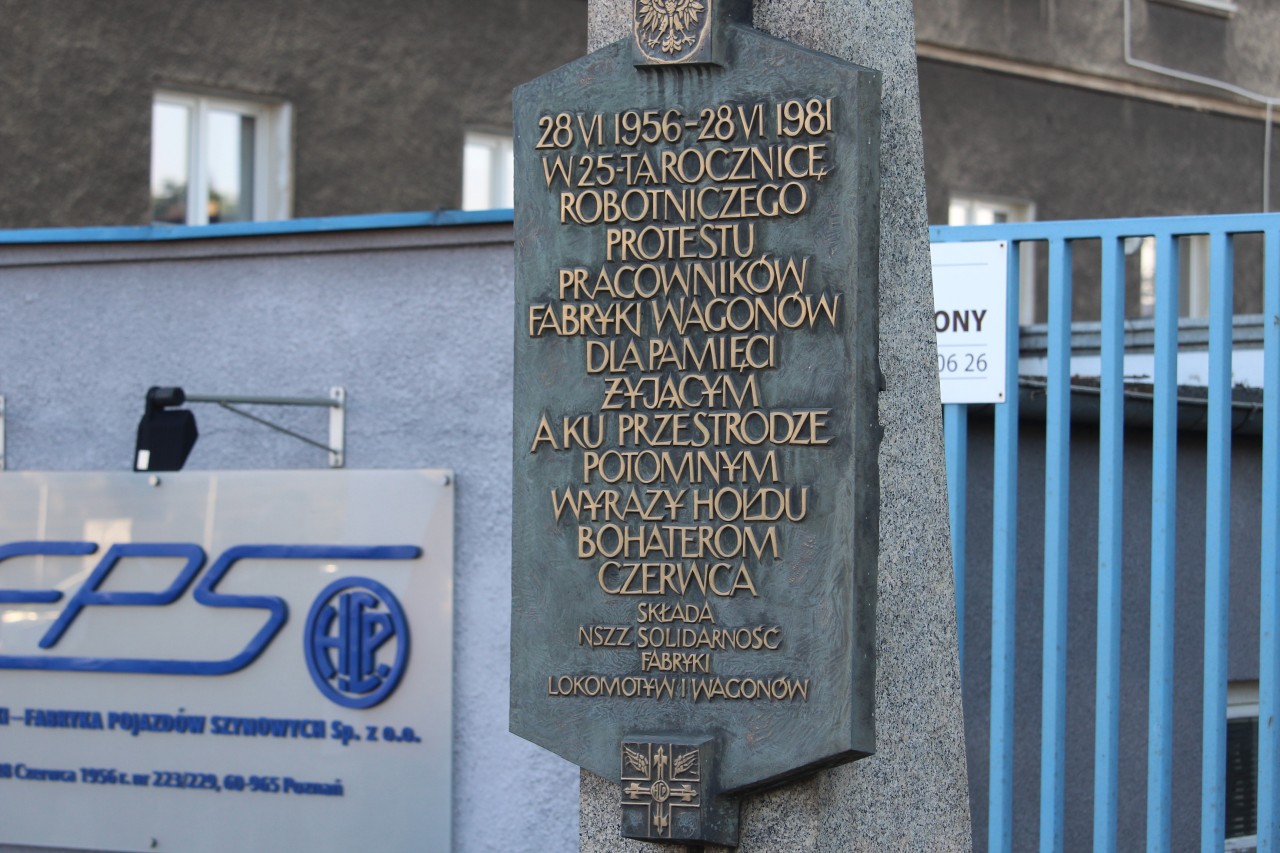 28 VI 1956-28 VI 1981
W 25-TA ROCZNICĘ
ROBOTNICZEGO
PROTESTU
PRACOWNIKÓW
FABRYKI WAGONÓW
DLA PAMIĘCI
ŻYJĄCYM
A KU PRZESTRODZE
POTOMNYM
WYRAZY HOŁDU
BOHATEROM
CZERWCA
SKŁADA
NSZZ SOLIDARNOŚĆ
FABRYKI
LOKOMOTYW I WAGONÓW
FPS
HCP
I-FABRYKA POJAZDÓW SZYNOWYCH Sp. z o.o.
28 Czerwca 1956 r. nr 223/229, 60-965 Poznań
ONY
06 26